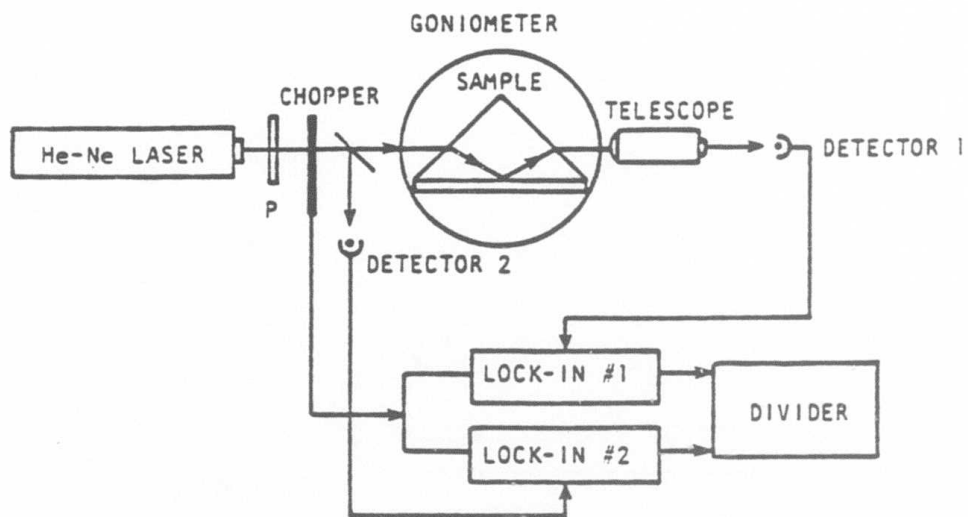 GONIOMETER
SAMPLE
CHOPPER
TELESCOPE
He-Ne LASER
DETECTOR 1
P
DETECTOR 2
LOCK-IN #1
DIVIDER
LOCK-IN #2